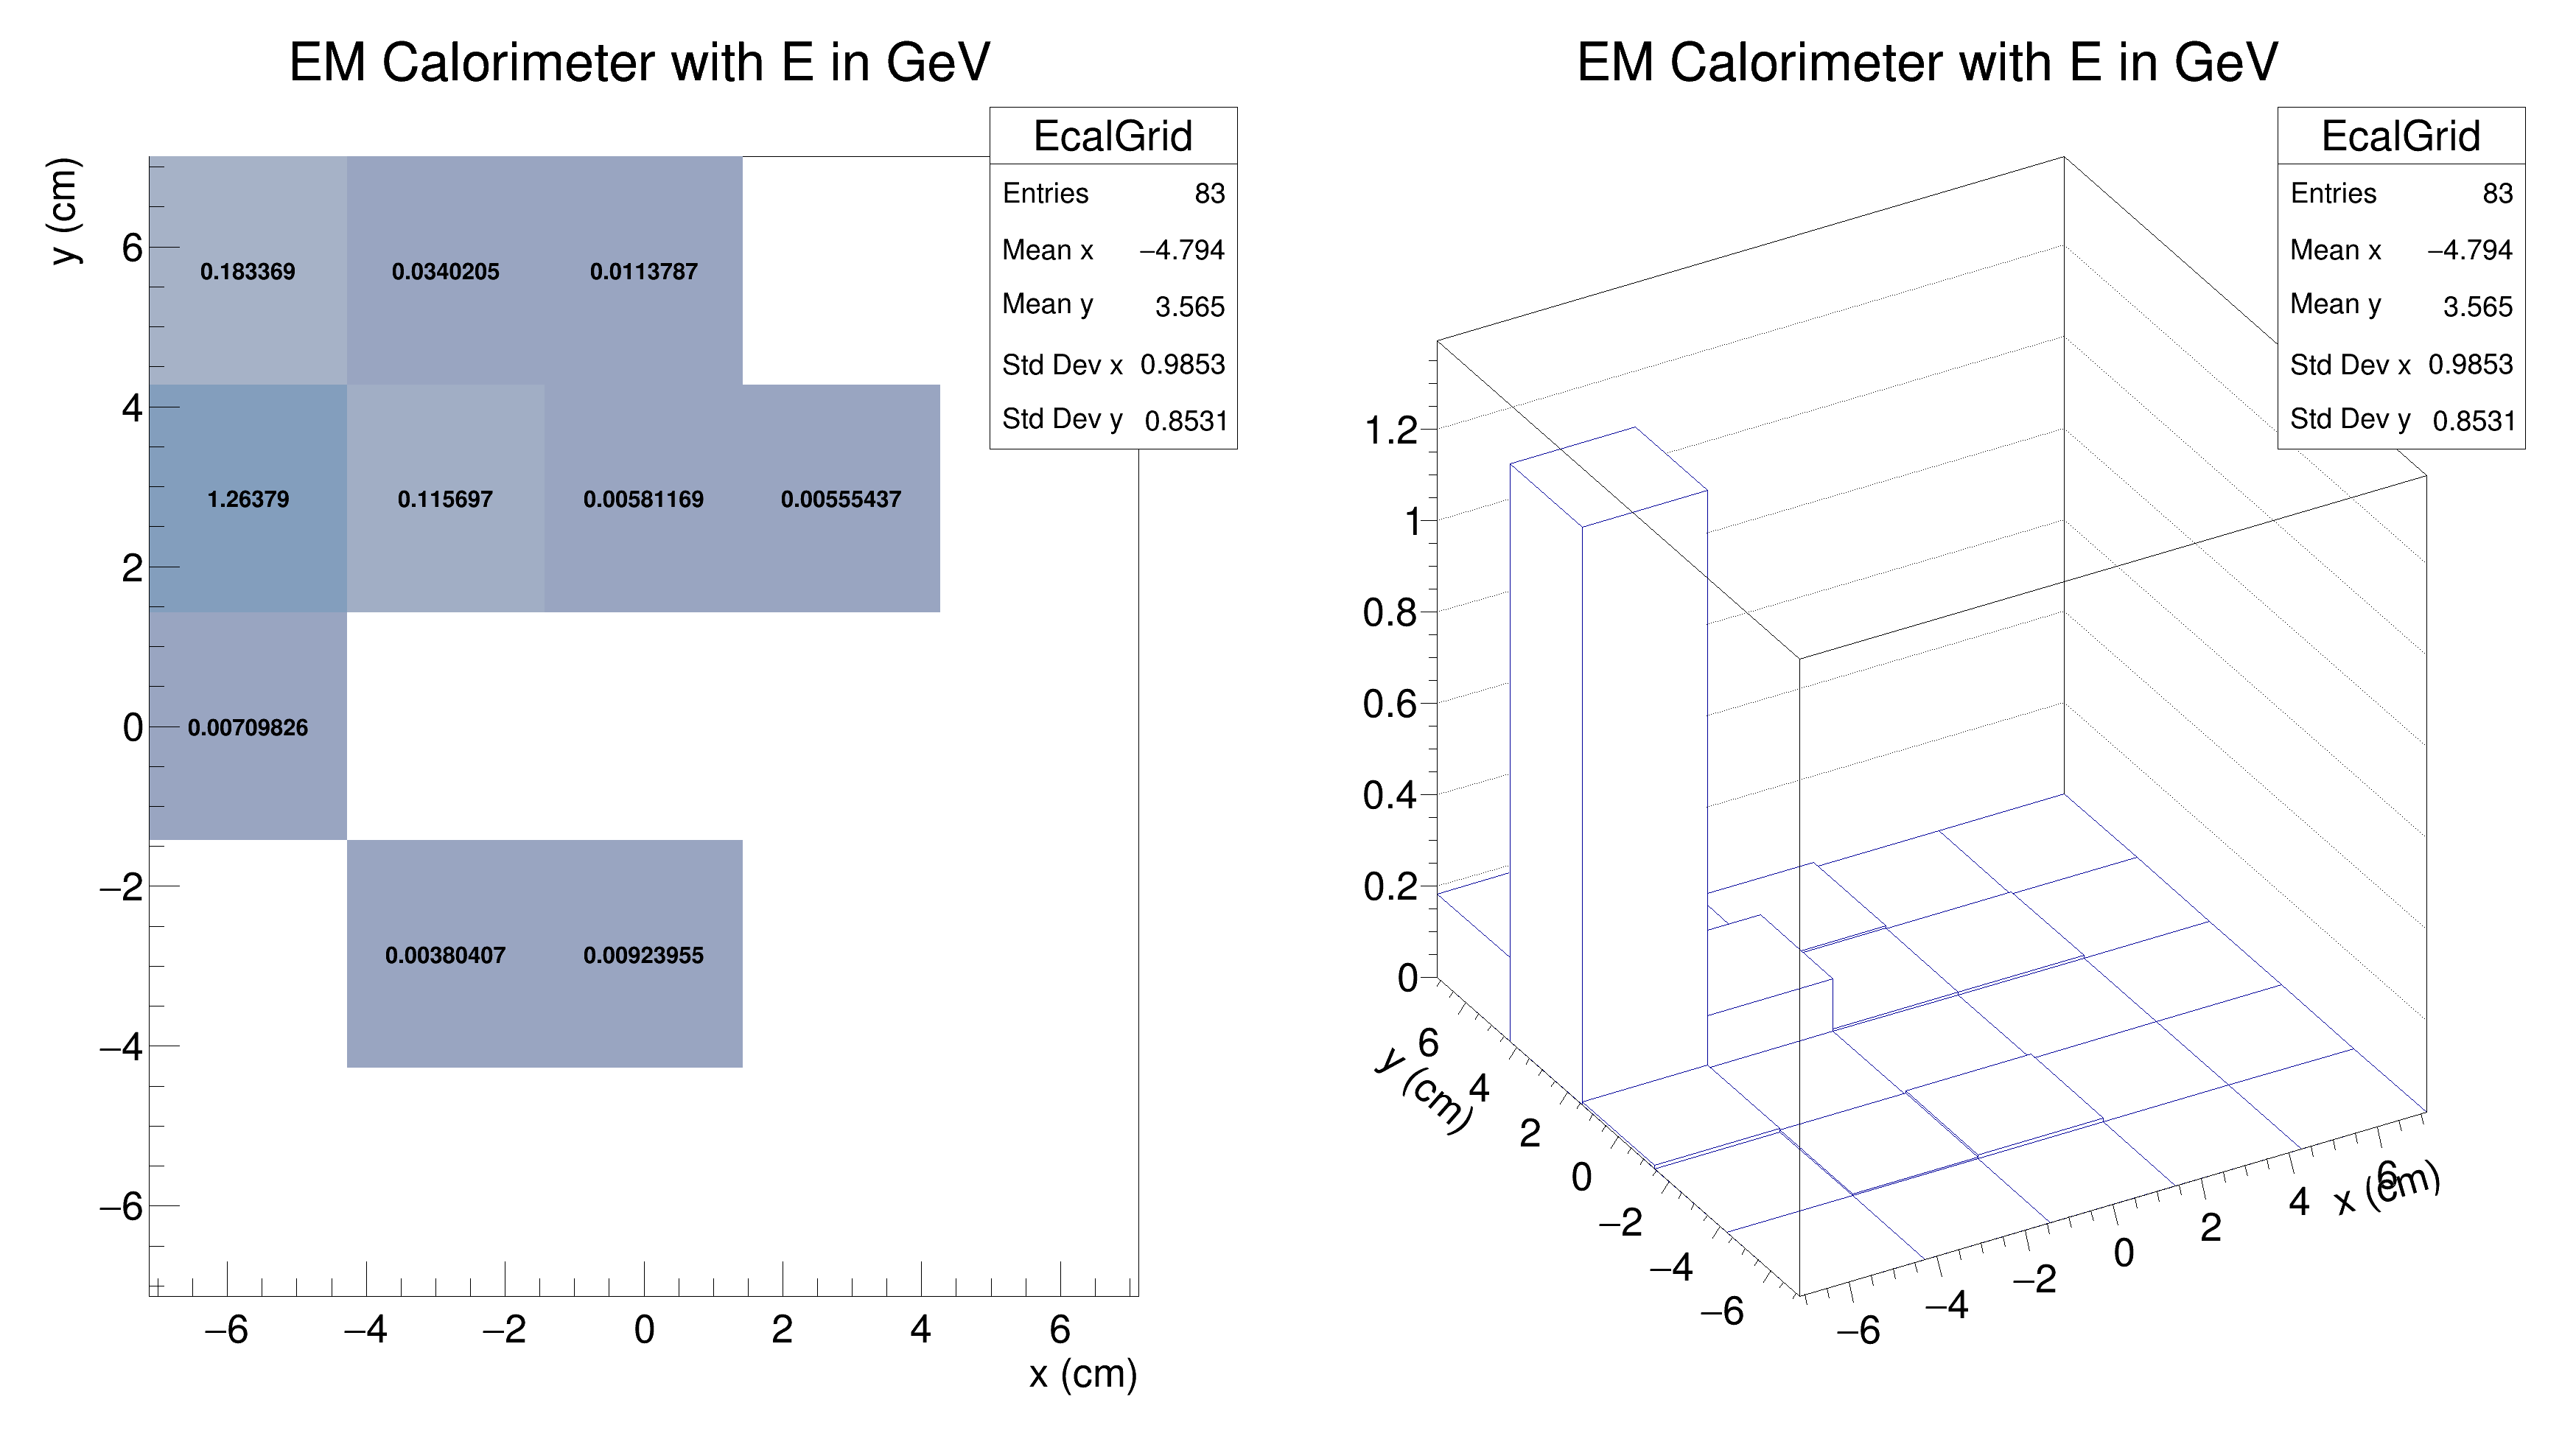 EM Calorimeter with E in GeV
EcalGrid
Entries 83
Mean x −4.794
Mean y 3.565
Std Dev x 0.9853
Std Dev y 0.8531
y (cm)
6
4
2
0
−2
−4
−6
0.183369 0.0340205 0.0113787
1.26379 0.115697 0.00581169 0.00555437
0.00709826
0.00380407 0.00923955
−6 −4 −2 0 2 4 6
x (cm)
EM Calorimeter with E in GeV
EcalGrid
Entries 83
Mean x −4.794
Mean y 3.565
Std Dev x 0.9853
Std Dev y 0.8531
1.2
1
0.8
0.6
0.4
0.2
0
6
4
2
0
−2
−4
−6
y (cm)
−6
−4
−2
0
2
4
6
x (cm)